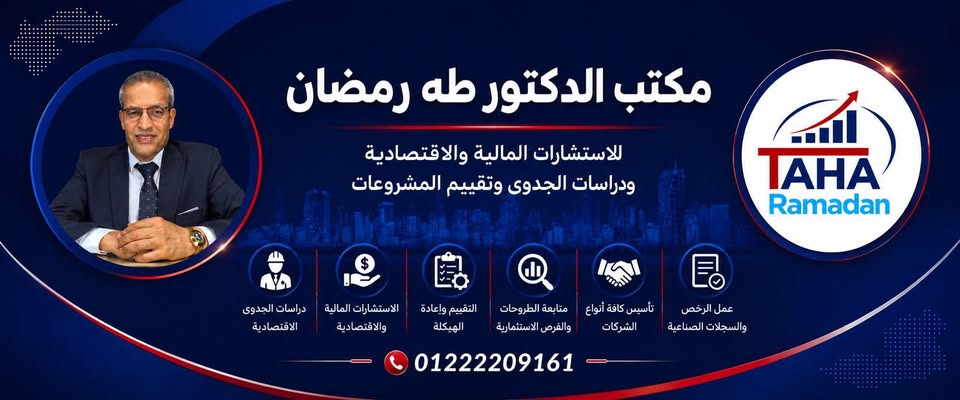 مكتب الدكتور طه رمضان
للاستشارات المالية والاقتصادية
ودراسات الجدوى وتقييم المشروعات
TAHA
Ramadan
عمل الرخص
والسجلات الصناعية
تأسيس كافة أنواع
الشركات
متابعة الطروحات
والفرص الاستثمارية
التقييم وإعادة
الهيكلة
الاستشارات المالية
والاقتصادية
دراسات الجدوى
الاقتصادية
01222209161